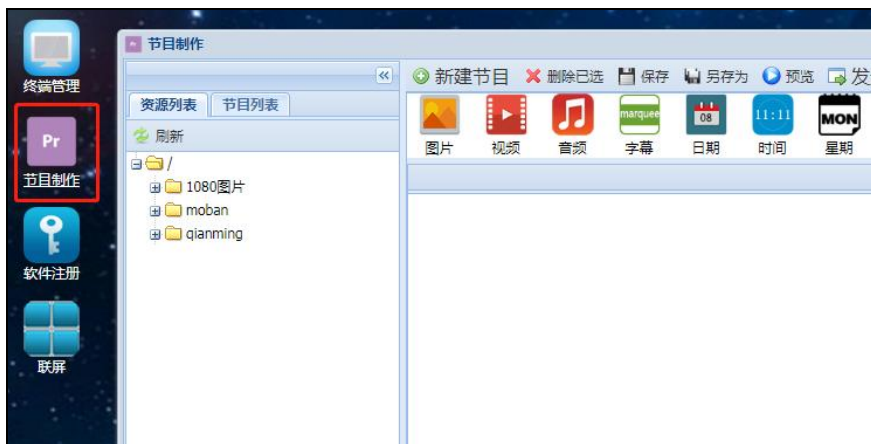 终端管理
Pr
节目制作
软件注册
联屏
节目制作
资源列表 节目列表
刷新
/
1080图片
moban
qianming
新建节目 删除已选 保存 另存为 预览 发
marquee 08 11:11 MON
图片 视频 音频 字幕 日期 时间 星期